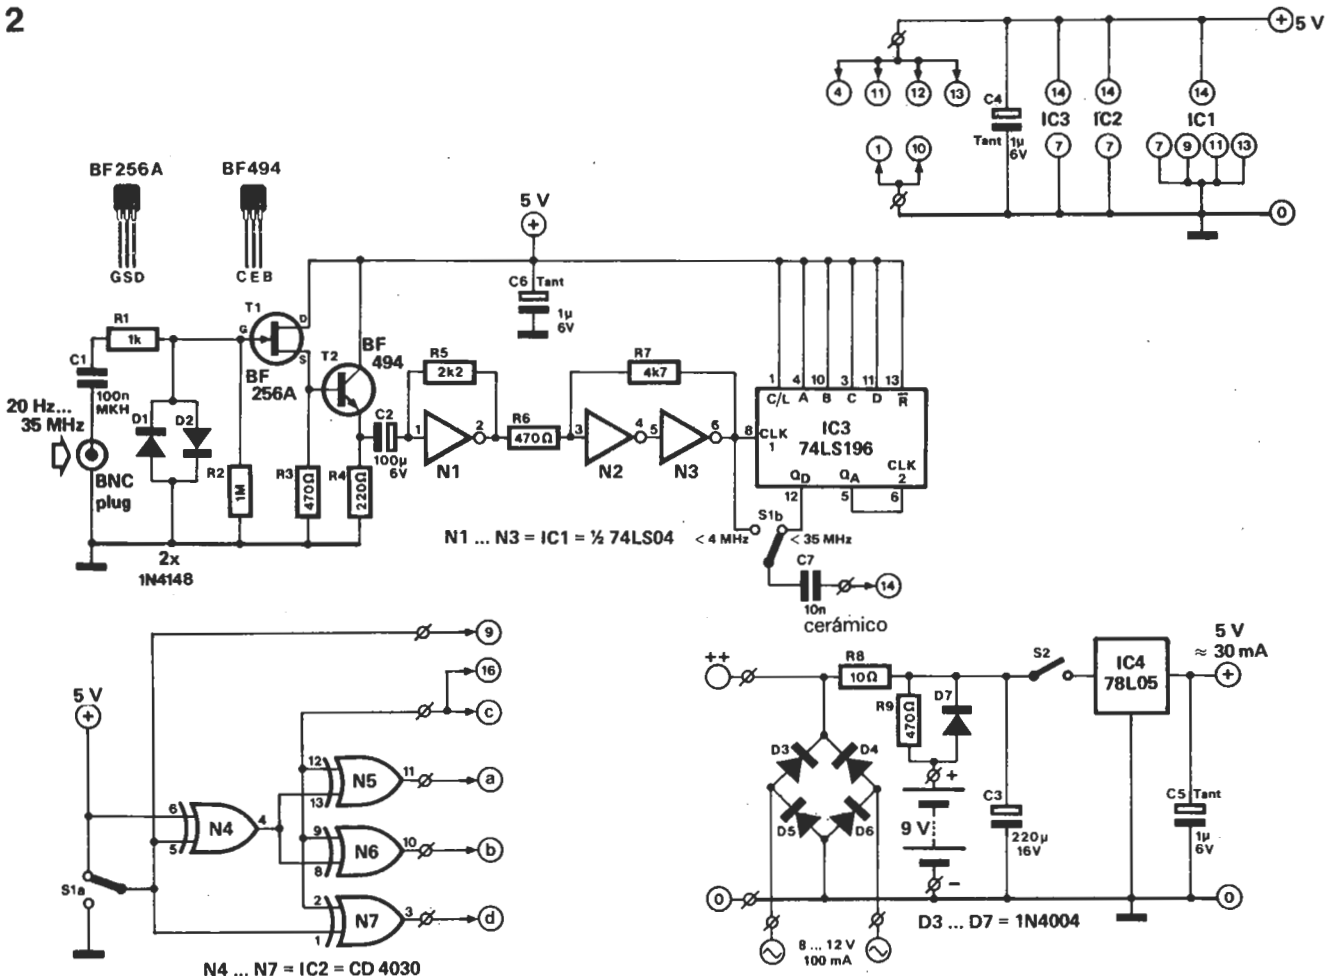 2
+ 5 V
4 11 12 13
C4
Tant 1µ
6V
14 14 14
IC3 IC2 IC1
7 7 7 9 11 13
1 10
0
BF256A BF494
GSD CEB
5 V
+
C6 Tant
1µ
6V
T1
R1
1k
G D S
BF
256A
T2
BF
494
C1
100n
MKH
20 Hz...
35 MHz
BNC
plug
D1 D2
R2
1M
R3
470Ω
R4
220Ω
2x
1N4148
C2
100µ
6V
R5
2k2
1 2
N1
R6
470Ω
R7
4k7
3 4 5 6
N2 N3
N1 ... N3 = IC1 = ½ 74LS04
1 4 10 3 11 13
C/L A B C D R̅
8 CLK
1
IC3
74LS196
CLK
2
QD QA
12 5 6
S1b
< 4 MHz < 35 MHz
C7
10n
14
cerámico
5 V
+
S1a
9
16
c
6
5
N4
4
12
13
N5
11
a
9
8
N6
10
b
2
1
N7
3
d
N4 ... N7 = IC2 = CD 4030
++
R8
10Ω
R9
470Ω
D7
S2
IC4
78L05
5 V
≈ 30 mA
+
D3 D4
D5 D6
+
9 V
–
C3
220µ
16V
C5 Tant
1µ
6V
0
0
8 ... 12 V
100 mA
D3 ... D7 = 1N4004